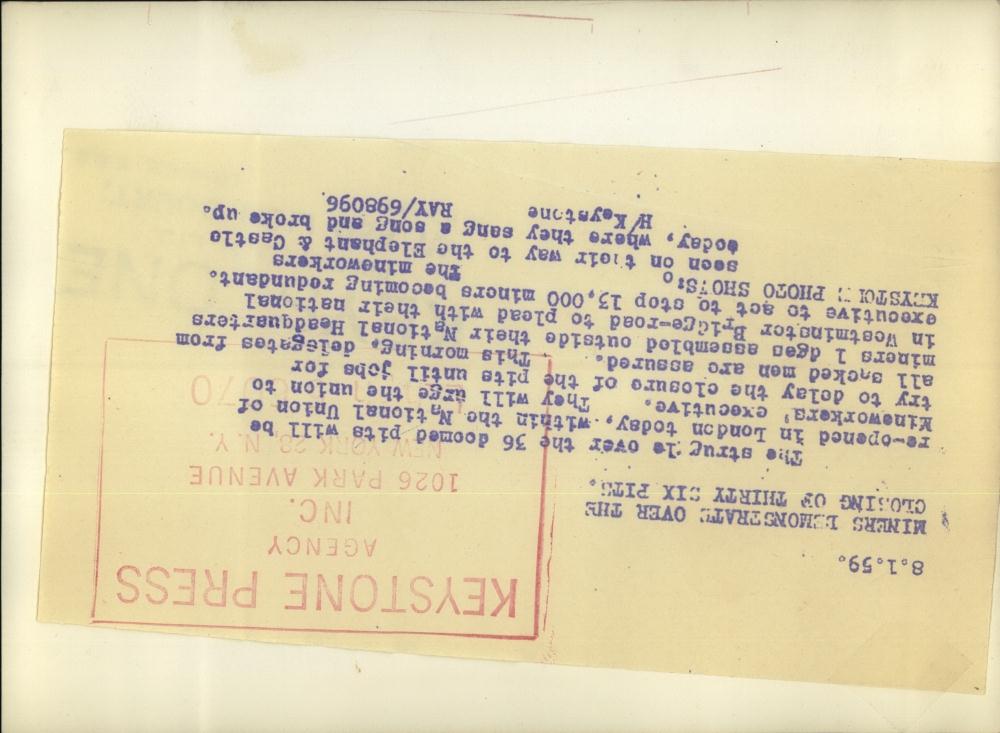 8.1.59.
MINERS DEMONSTRATE OVER THE
CLOSING OF THIRTY SIX PITS.
The strug le over the 36 doomed pits will be
re-opened in London today, within the National Union of
Mineworkers' executive. They will urge the union to
try to delay the closure of the pits until jobs for
all sacked men are assured.
This morning, delegates from
miners l dges assembled outside their National Headquarters
in Westminster Bridge-road to plead with their national
executive to act to stop 13,000 miners becoming redundant.
KEYSTONE PHOTO SHOWS: The mineworkers
seen on their way to the Elephant & Castle
today, where they sang a song and broke up.
H/Keystone RAY/698096.
KEYSTONE PRESS
AGENCY
INC.
1026 PARK AVENUE
NEW YORK 28, N. Y.